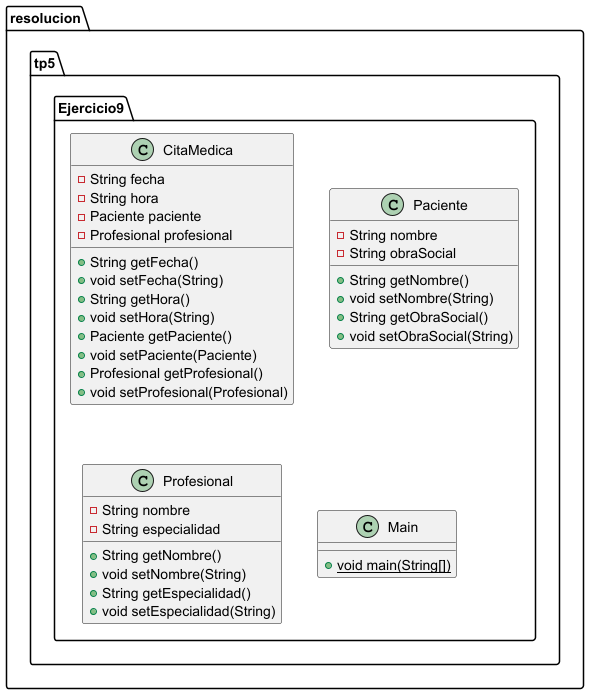 resolucion
tp5
Ejercicio9
C CitaMedica
String fecha
String hora
Paciente paciente
Profesional profesional
String getFecha()
void setFecha(String)
String getHora()
void setHora(String)
Paciente getPaciente()
void setPaciente(Paciente)
Profesional getProfesional()
void setProfesional(Profesional)
C Paciente
String nombre
String obraSocial
String getNombre()
void setNombre(String)
String getObraSocial()
void setObraSocial(String)
C Profesional
String nombre
String especialidad
String getNombre()
void setNombre(String)
String getEspecialidad()
void setEspecialidad(String)
C Main
void main(String[])